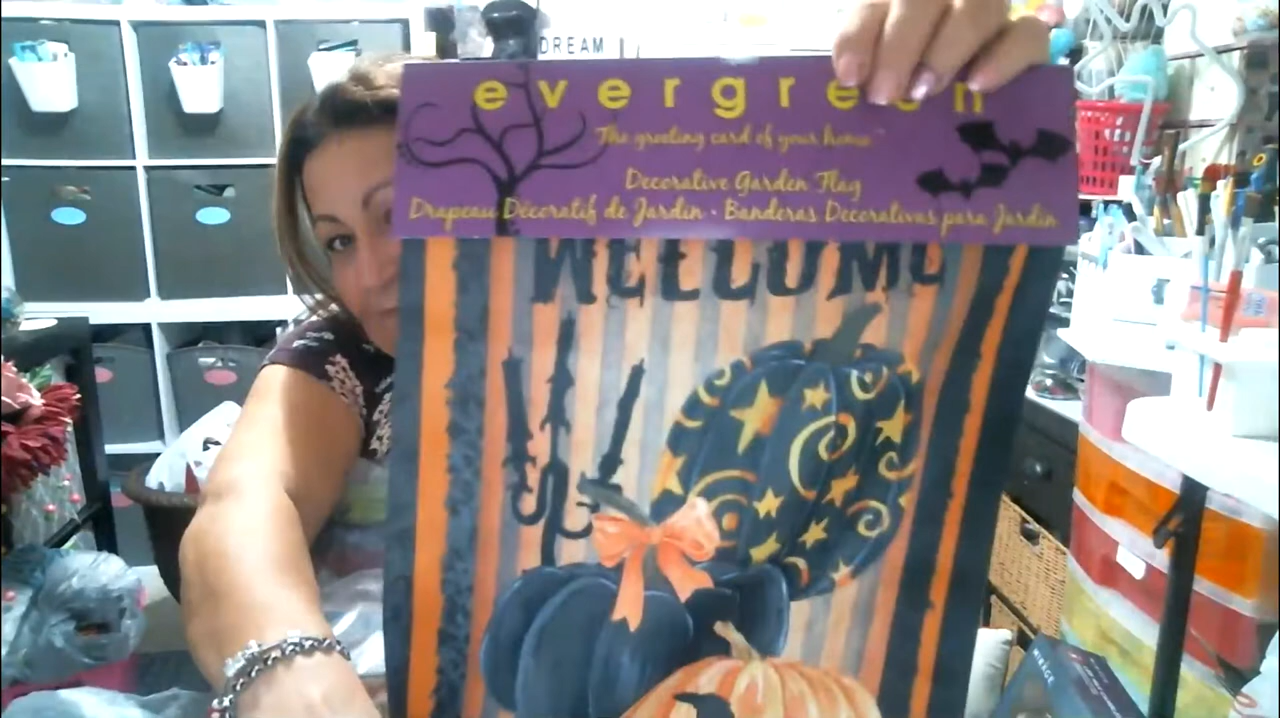 DREAM
evergreen
"The greeting card of your home"
Decorative Garden Flag
Drapeau Décoratif de Jardin • Banderas Decorativas para Jardin
WELCOME